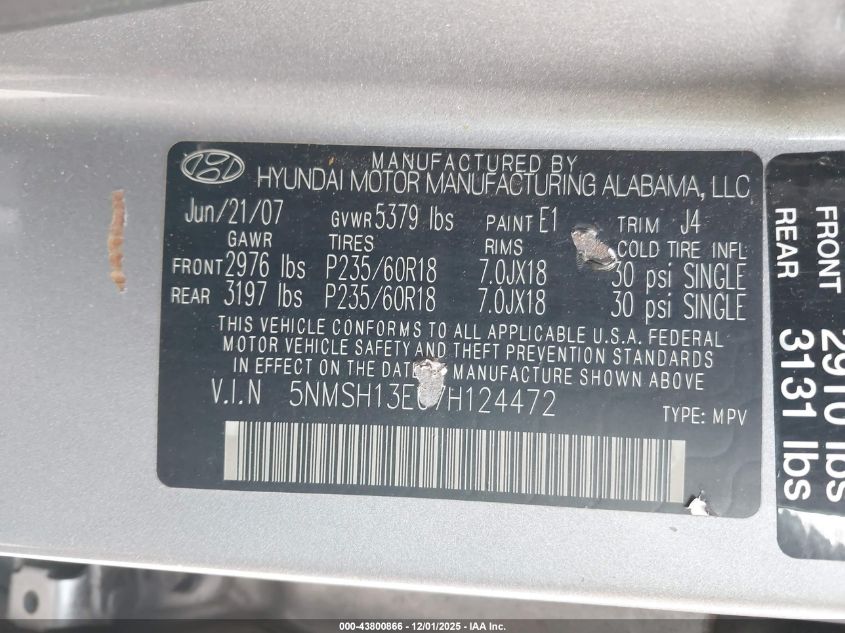 MANUFACTURED BY
HYUNDAI MOTOR MANUFACTURING ALABAMA, LLC
Jun/21/07 GVWR 5379 lbs PAINT E1 TRIM J4
GAWR TIRES RIMS COLD TIRE INFL
FRONT 2976 lbs P235/60R18 7.0JX18 30 psi SINGLE
REAR 3197 lbs P235/60R18 7.0JX18 30 psi SINGLE
THIS VEHICLE CONFORMS TO ALL APPLICABLE U.S.A. FEDERAL
MOTOR VEHICLE SAFETY AND THEFT PREVENTION STANDARDS
IN EFFECT ON THE DATE MANUFACTURE SHOWN ABOVE
V.I.N
TYPE: MPV
FRONT 2910 lbs
REAR 3131 lbs
000-43800866 - 12/01/2025 - IAA Inc.